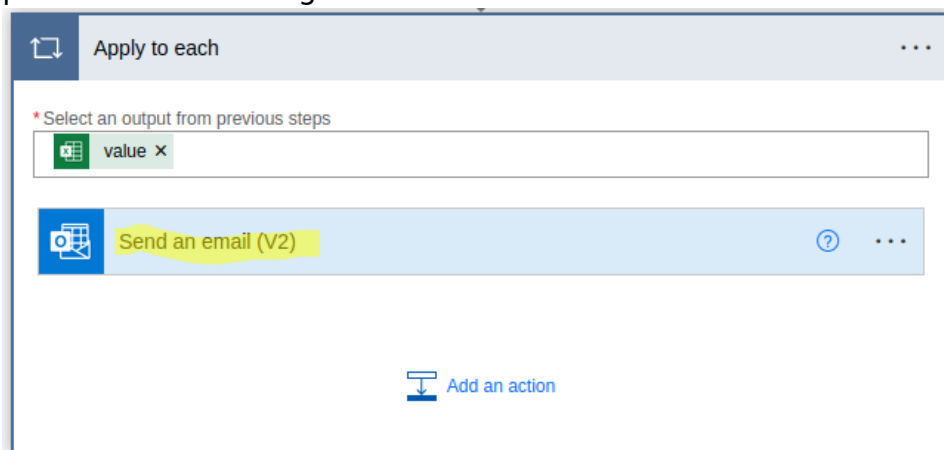 Apply to each
* Select an output from previous steps
value ×
Send an email (V2)
Add an action